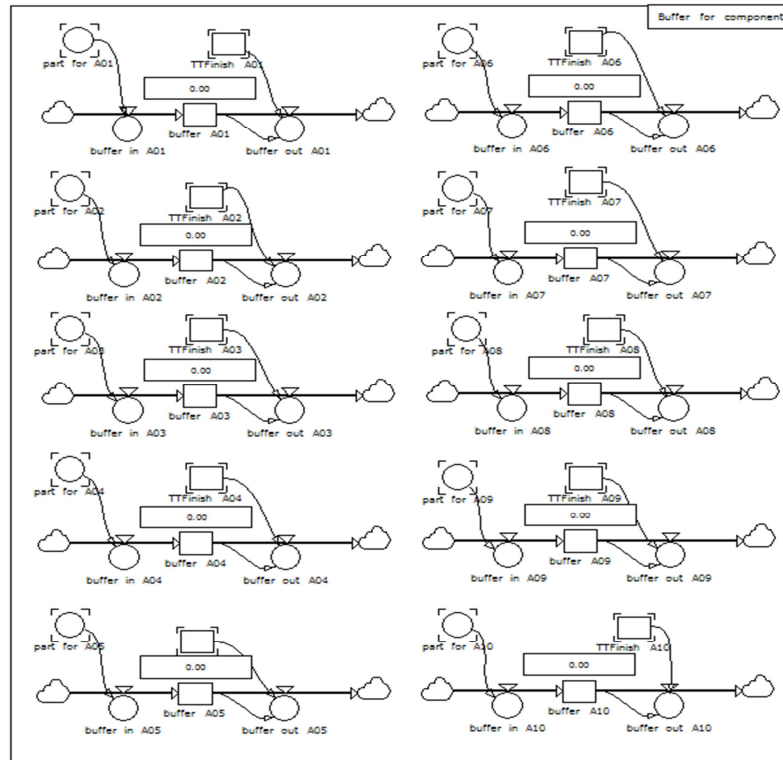 Buffer for component
part for A01
TTFinish A01
0.00
buffer in A01
buffer A01
buffer out A01
part for A06
TTFinish A06
0.00
buffer in A06
buffer A06
buffer out A06
part for A02
TTFinish A02
0.00
buffer in A02
buffer A02
buffer out A02
part for A07
TTFinish A07
0.00
buffer in A07
buffer A07
buffer out A07
part for A03
TTFinish A03
0.00
buffer in A03
buffer A03
buffer out A03
part for A08
TTFinish A08
0.00
buffer in A08
buffer A08
buffer out A08
part for A04
TTFinish A04
0.00
buffer in A04
buffer A04
buffer out A04
part for A09
TTFinish A09
0.00
buffer in A09
buffer A09
buffer out A09
part for A05
0.00
buffer in A05
buffer A05
buffer out A05
part for A10
TTFinish A10
0.00
buffer in A10
buffer A10
buffer out A10